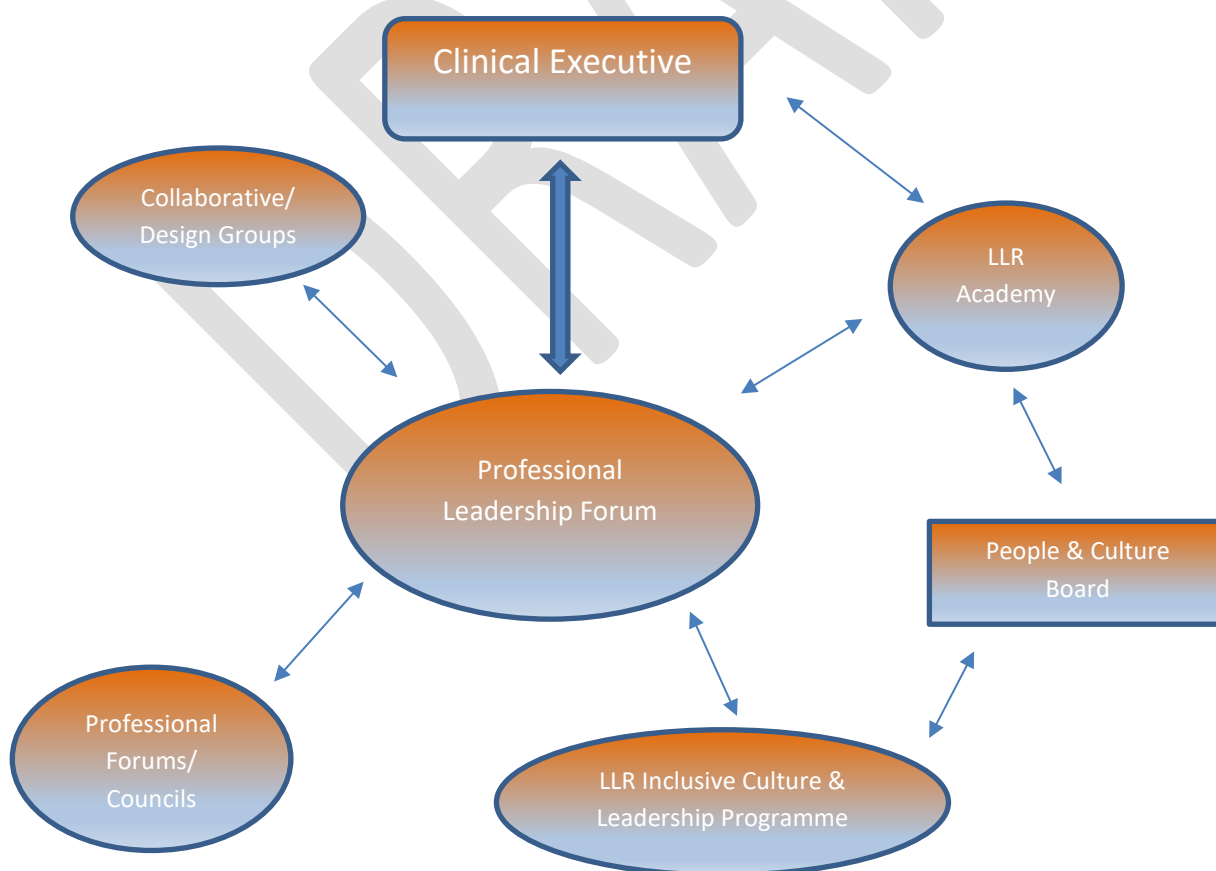 Clinical Executive
Collaborative/
Design Groups
LLR
Academy
Professional
Leadership Forum
People & Culture
Board
Professional
Forums/
Councils
LLR Inclusive Culture &
Leadership Programme